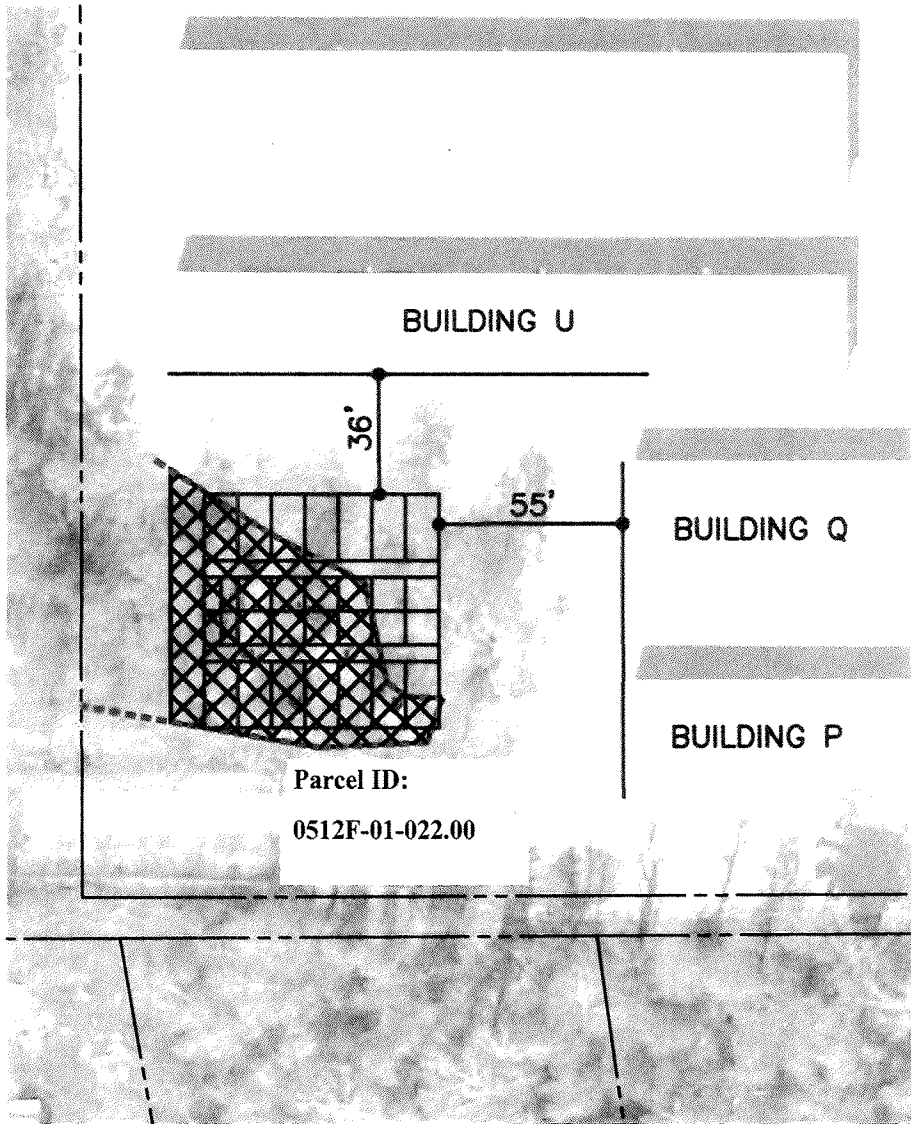 BUILDING U
36'
55'
BUILDING Q
BUILDING P
Parcel ID:
0512F-01-022.00